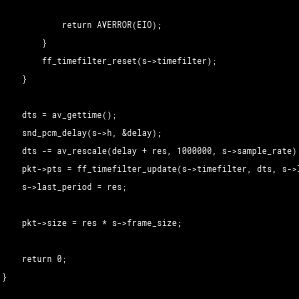 return AVERROR(EIO);
}
ff_timefilter_reset(s->timefilter);
}
dts = av_gettime();
snd_pcm_delay(s->h, &delay);
dts -= av_rescale(delay + res, 1000000, s->sample_rate)
pkt->pts = ff_timefilter_update(s->timefilter, dts, s->
s->last_period = res;
pkt->size = res * s->frame_size;
return 0;
}